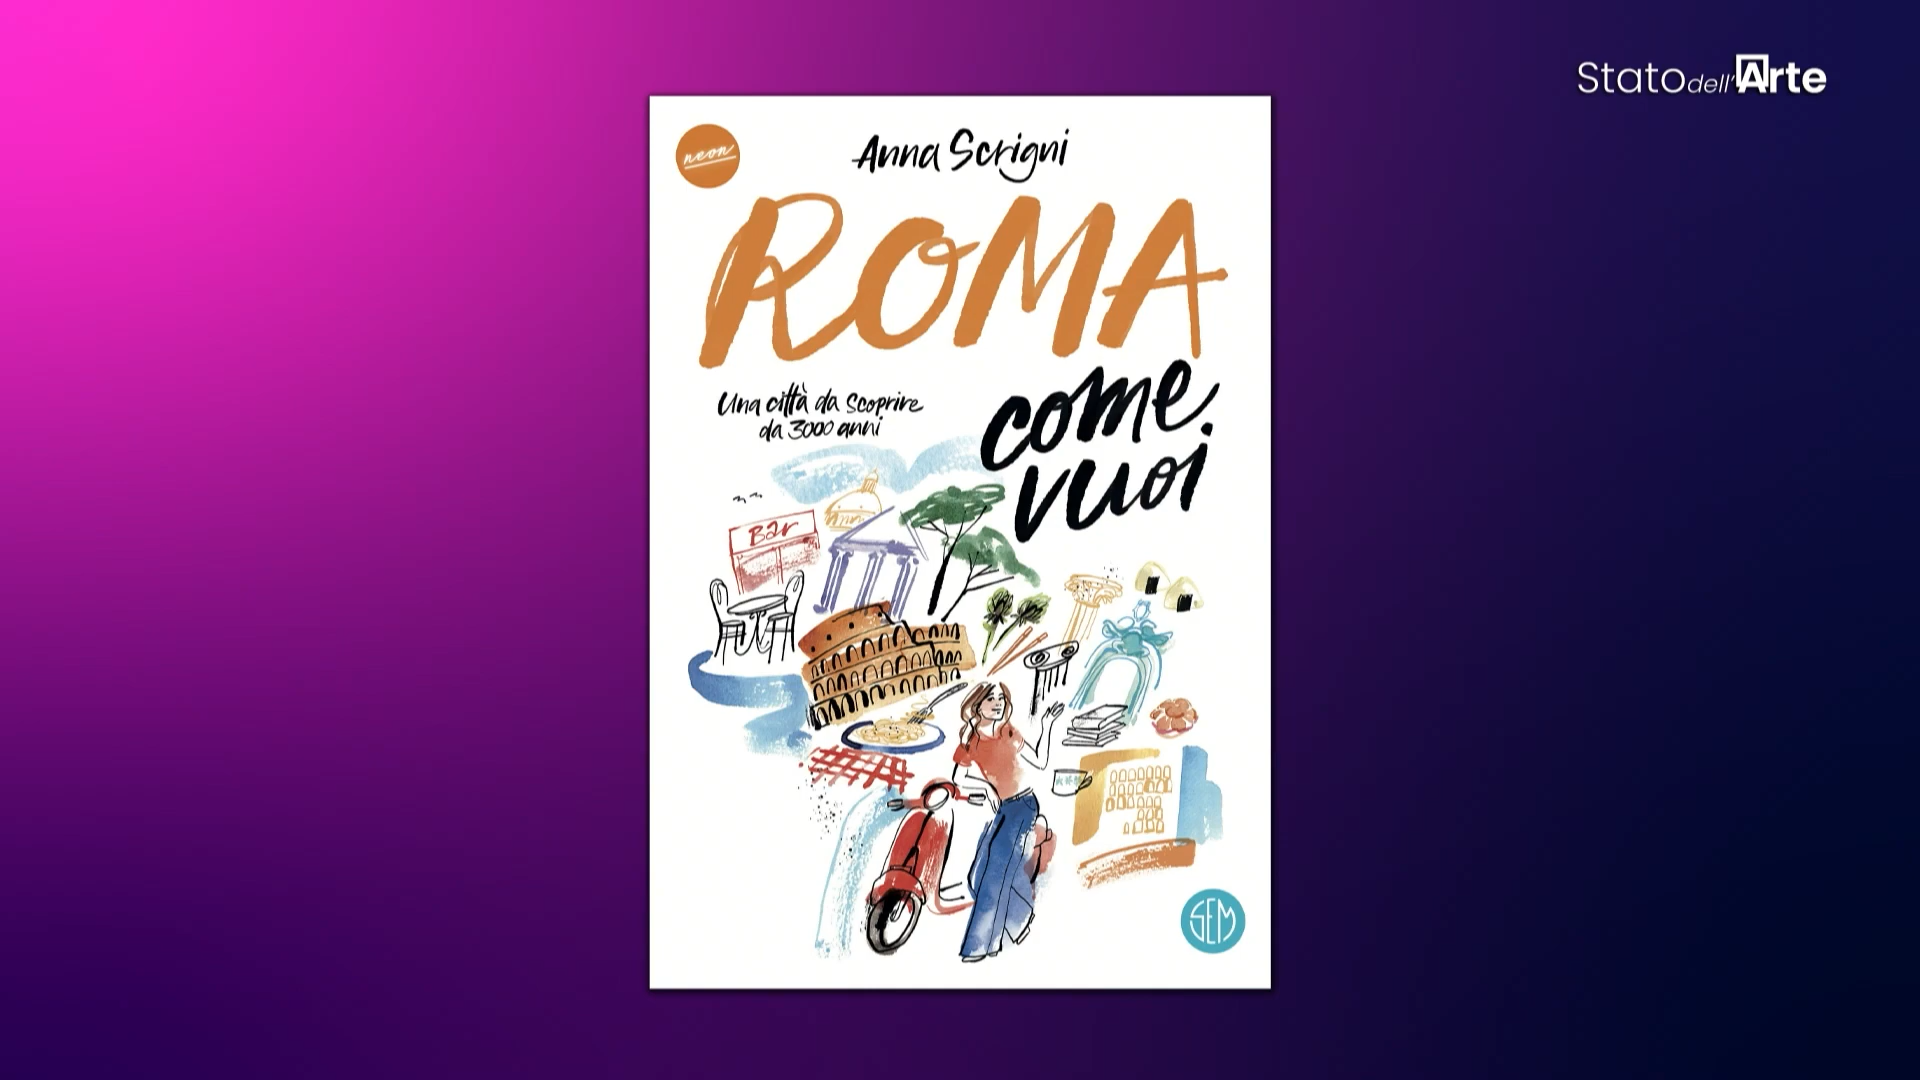 Stato dell'Arte
neon
Anna Scrigni
ROMA
come
vuoi
Una città da scoprire
da 3000 anni
Bar
SEM